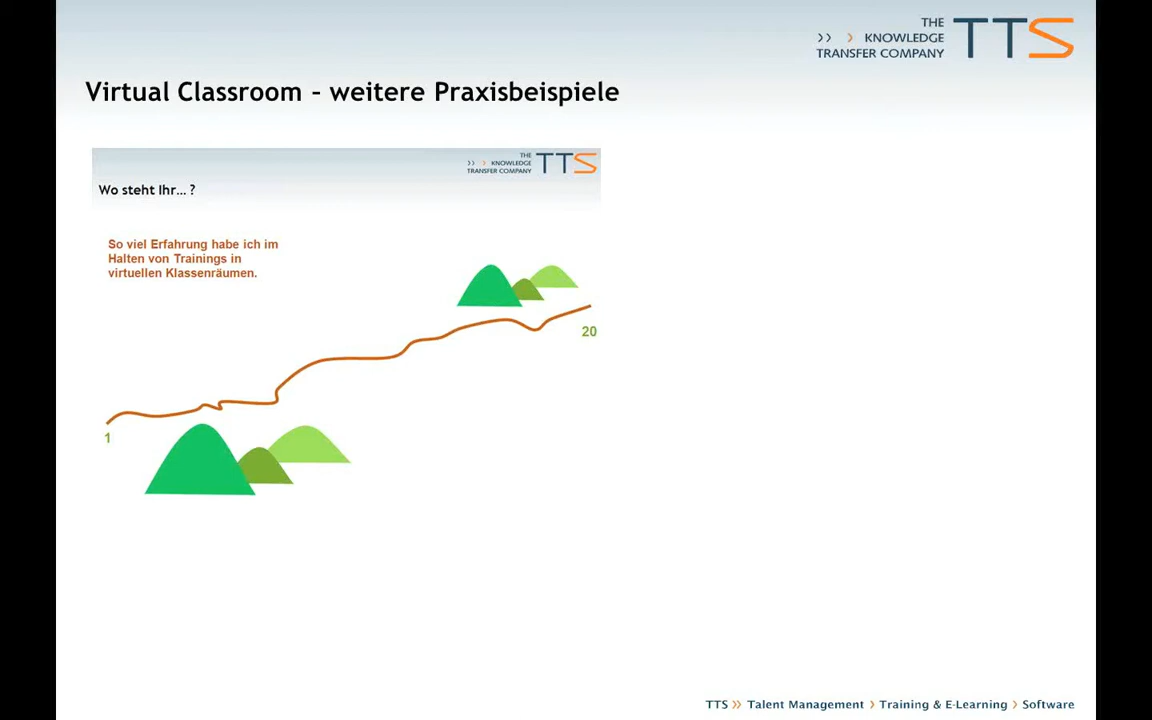 THE
>> > KNOWLEDGE
TRANSFER COMPANY
TTS
Virtual Classroom – weitere Praxisbeispiele
THE
>> > KNOWLEDGE
TRANSFER COMPANY
TTS
Wo steht Ihr... ?
So viel Erfahrung habe ich im
Halten von Trainings in
virtuellen Klassenräumen.
20
1
TTS >> Talent Management > Training & E-Learning > Software